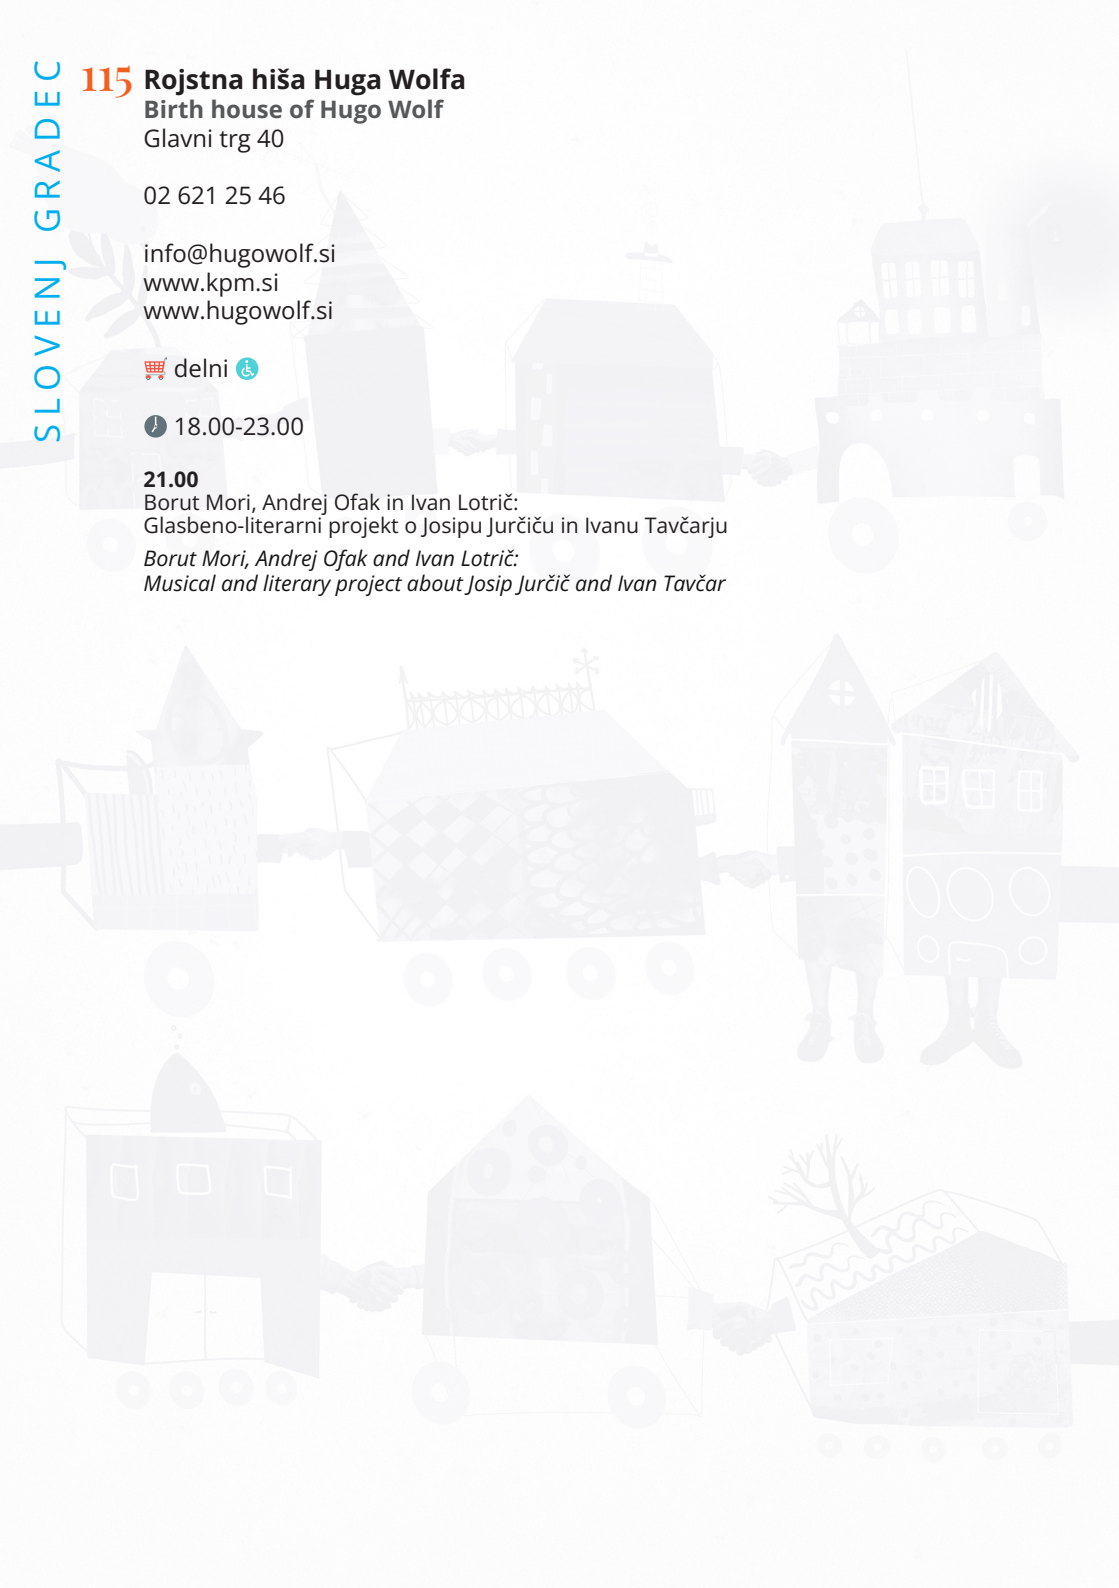 SLOVENJ GRADEC
115 Rojstna hiša Huga Wolfa
Birth house of Hugo Wolf
Glavni trg 40
02 621 25 46
info@hugowolf.si
www.kpm.si
www.hugowolf.si
delni
18.00-23.00
21.00
Borut Mori, Andrej Ofak in Ivan Lotrič:
Glasbeno-literarni projekt o Josipu Jurčiču in Ivanu Tavčarju
Borut Mori, Andrej Ofak and Ivan Lotrič:
Musical and literary project about Josip Jurčič and Ivan Tavčar